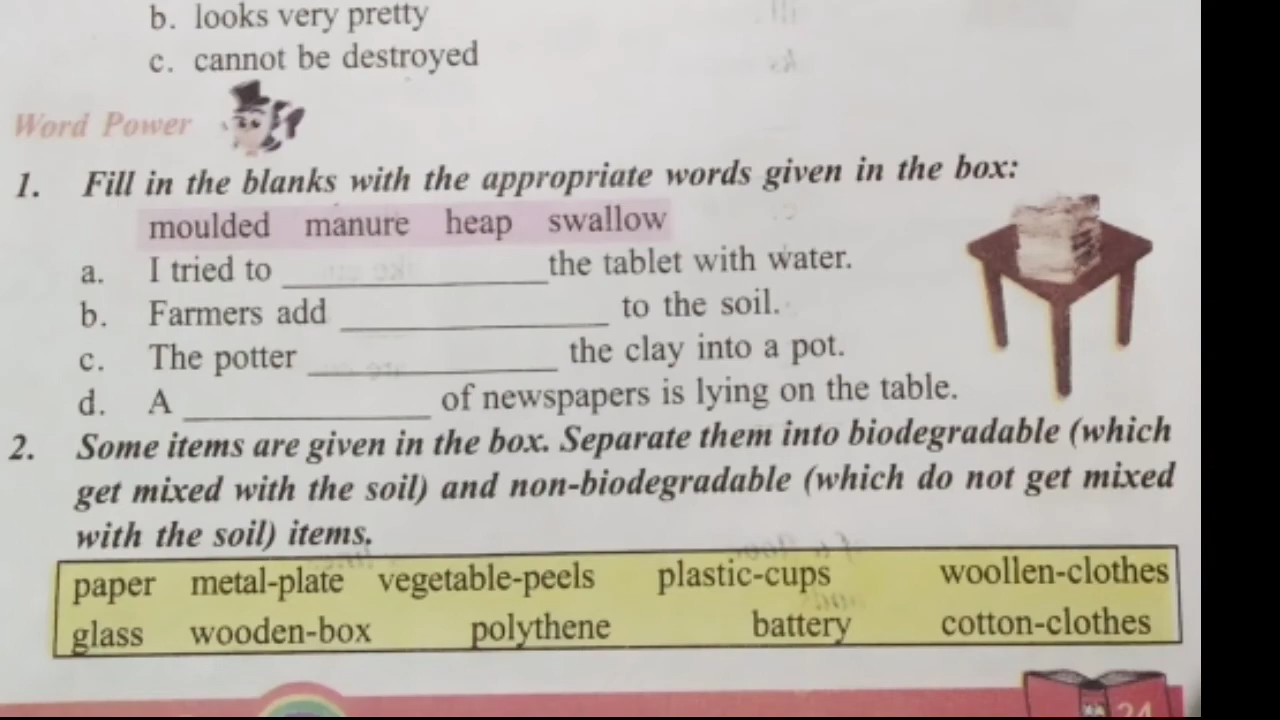 b. looks very pretty
c. cannot be destroyed
Word Power
1. Fill in the blanks with the appropriate words given in the box:
moulded manure heap swallow
a. I tried to ____________ the tablet with water.
b. Farmers add ____________ to the soil.
c. The potter ____________ the clay into a pot.
d. A ____________ of newspapers is lying on the table.
2. Some items are given in the box. Separate them into biodegradable (which
get mixed with the soil) and non-biodegradable (which do not get mixed
with the soil) items.
paper metal-plate vegetable-peels plastic-cups woollen-clothes
glass wooden-box polythene battery cotton-clothes
24